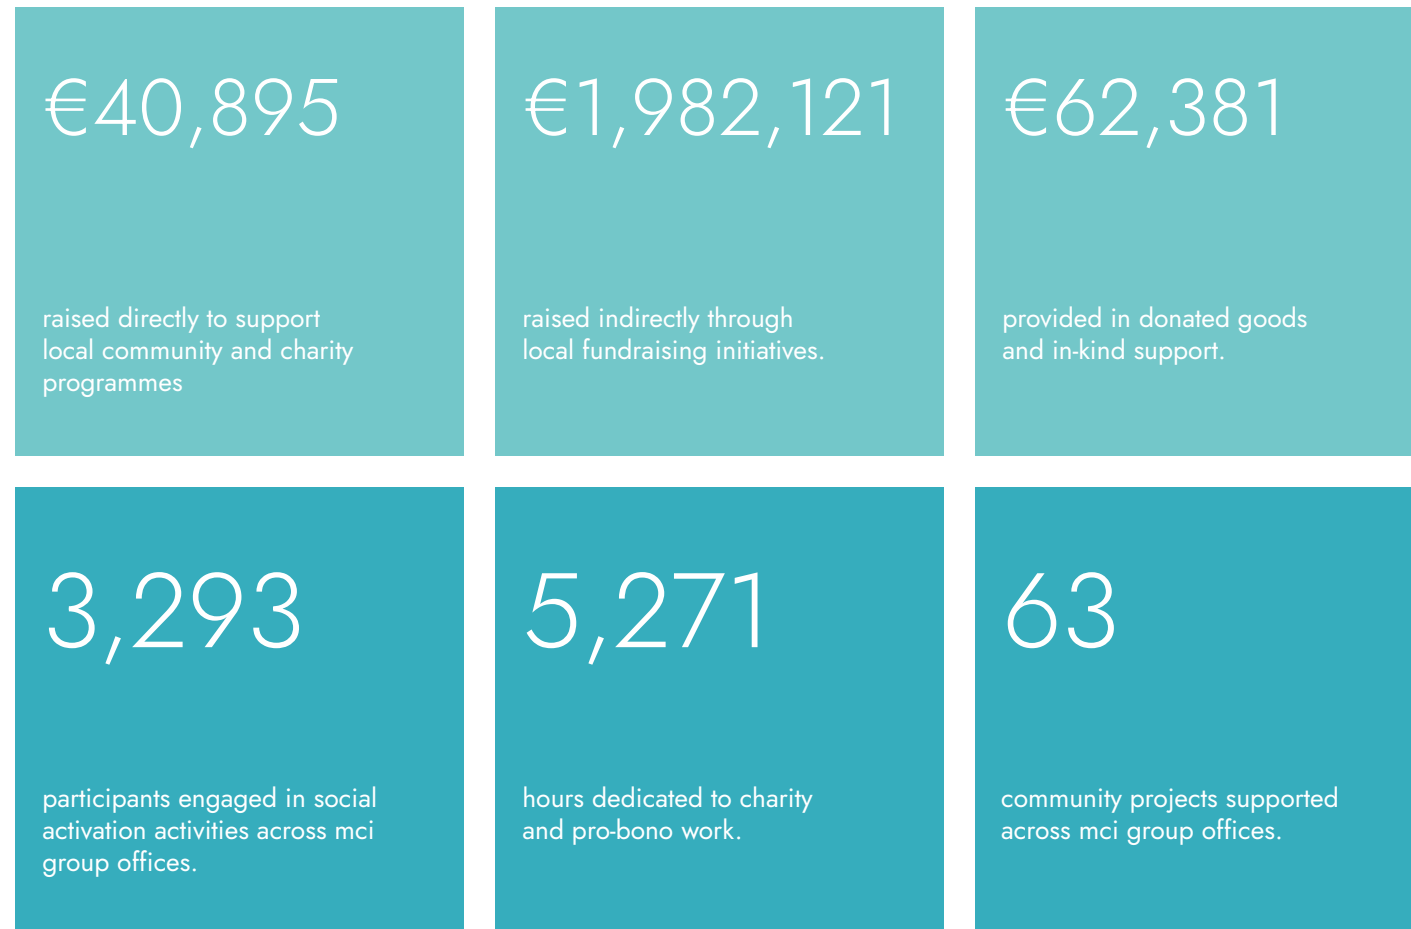 €40,895
raised directly to support
local community and charity
programmes
€1,982,121
raised indirectly through
local fundraising initiatives.
€62,381
provided in donated goods
and in-kind support.
3,293
participants engaged in social
activation activities across mci
group offices.
5,271
hours dedicated to charity
and pro-bono work.
63
community projects supported
across mci group offices.